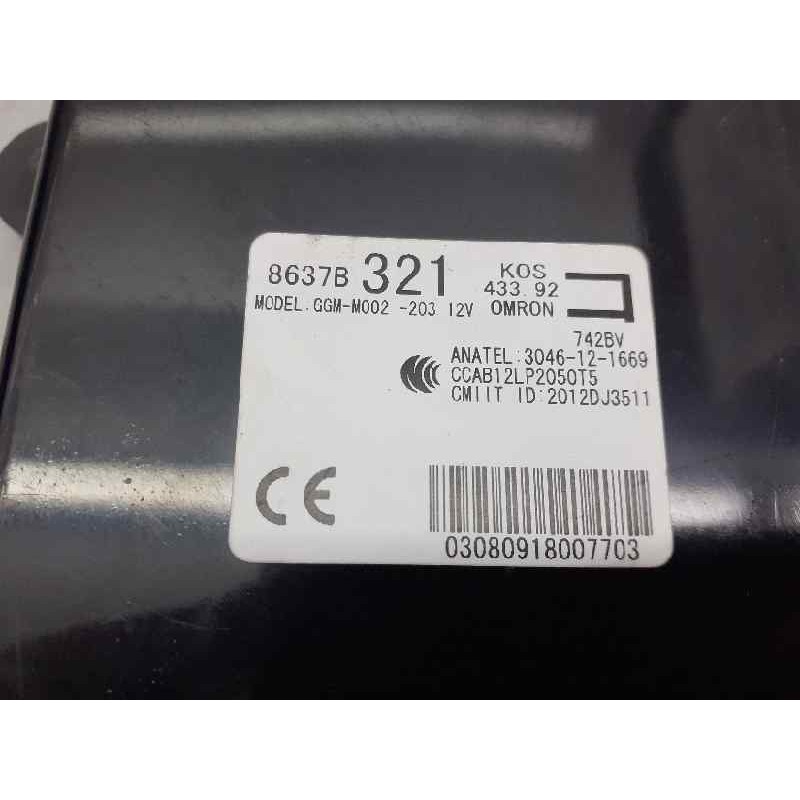 8637B 321 KOS
433.92
MODEL.GGM-M002 -203 12V OMRON
742BV
ANATEL:3046-12-1669
CCAB12LP2050T5
CMIIT ID:2012DJ3511
CE
03080918007703